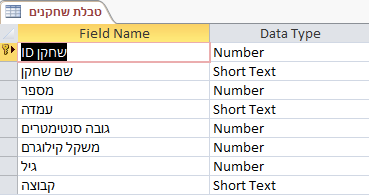 טבלת שחקנים
Field Name Data Type
שחקן ID Number
שם שחקן Short Text
מספר Number
עמדה Short Text
גובה סנטימטרים Number
משקל קילוגרם Number
גיל Number
קבוצה Short Text